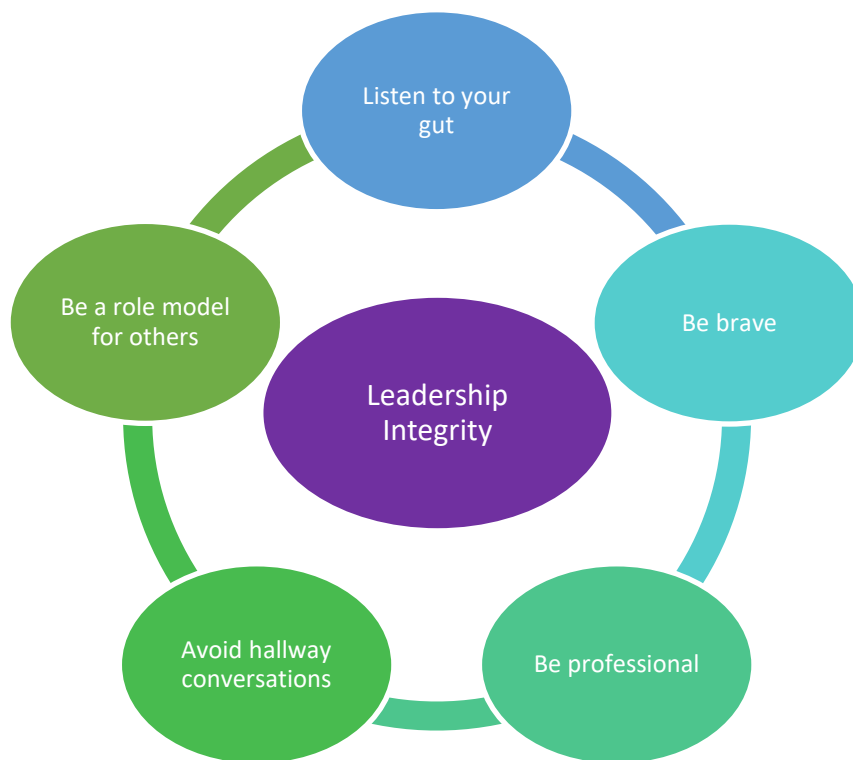 Listen to your
gut
Be brave
Be professional
Avoid hallway
conversations
Be a role model
for others
Leadership
Integrity